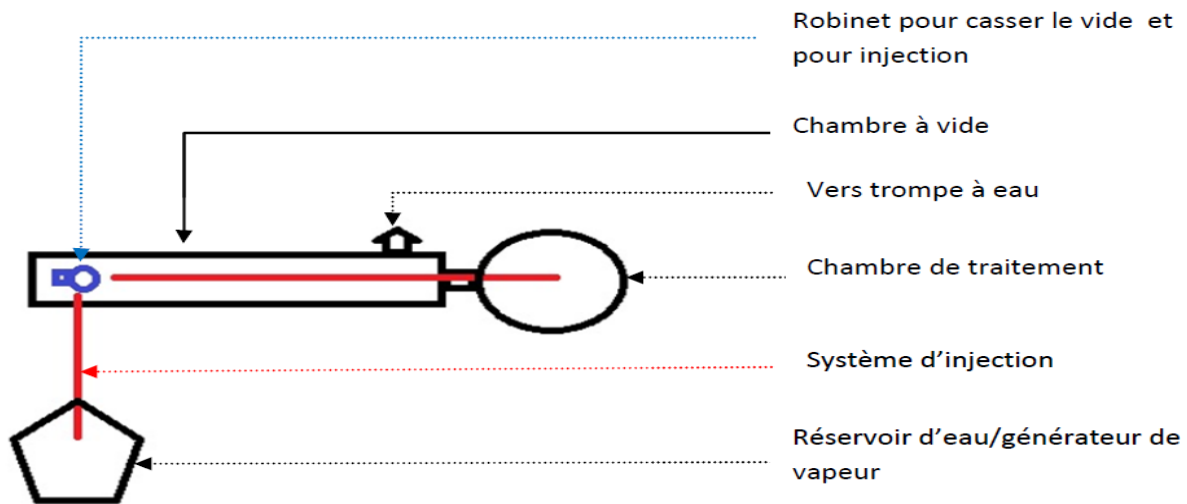 Robinet pour casser le vide et
pour injection
Chambre à vide
Vers trompe à eau
Chambre de traitement
Système d’injection
Réservoir d’eau/générateur de
vapeur